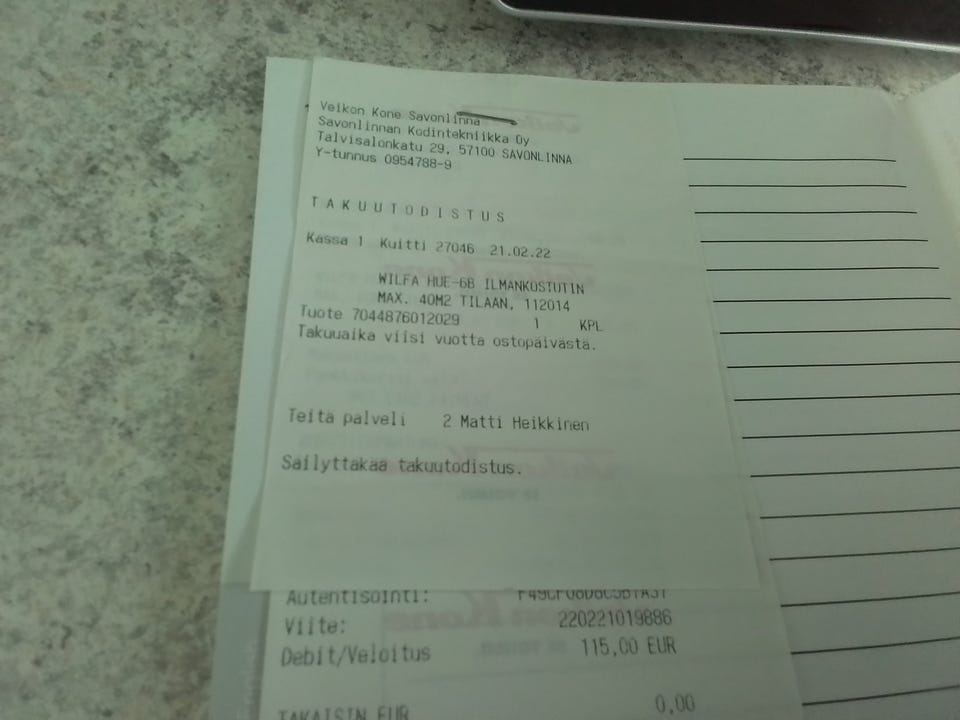 Veikon Kone Savonlinna
Savonlinnan Kodintekniikka Oy
Talvisalonkatu 29, 57100 SAVONLINNA
Y-tunnus 0954788-9
TAKUUTODISTUS
Kassa 1 Kuitti 27046 21.02.22
WILFA HUE-6B ILMANKOSTUTIN
MAX. 40M2 TILAAN, 112014
Tuote 7044876012029 1 KPL
Takuuaika viisi vuotta ostopäivästä.
Teitä palveli 2 Matti Heikkinen
Säilyttäkää takuutodistus.
Autentisointi:
Viite: 220221019886
Debit/Veloitus 115,00 EUR
TAKAISIN EUR 0,00